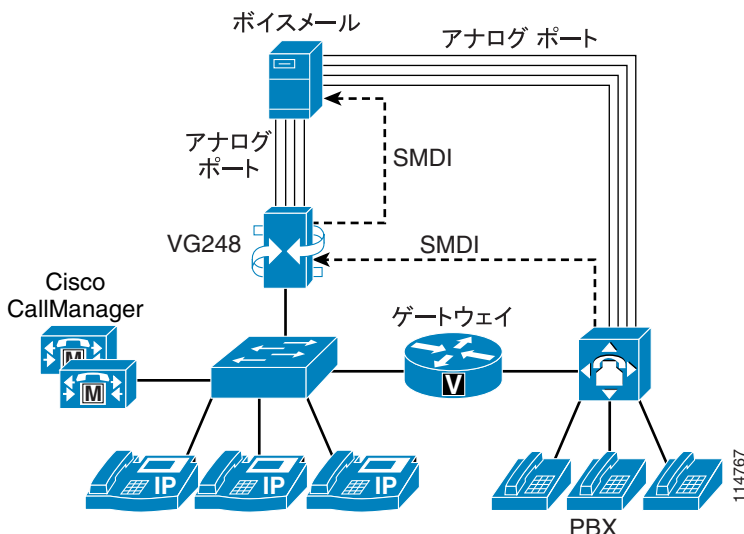 ボイスメール
アナログ ポート
アナログ
ポート
SMDI
VG248
SMDI
Cisco
CallManager
M
M
ゲートウェイ
V
IP
IP
IP
PBX
114767